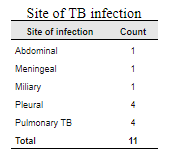 Site of TB infection
Site of infection Count
Abdominal 1
Meningeal 1
Miliary 1
Pleural 4
Pulmonary TB 4
Total 11